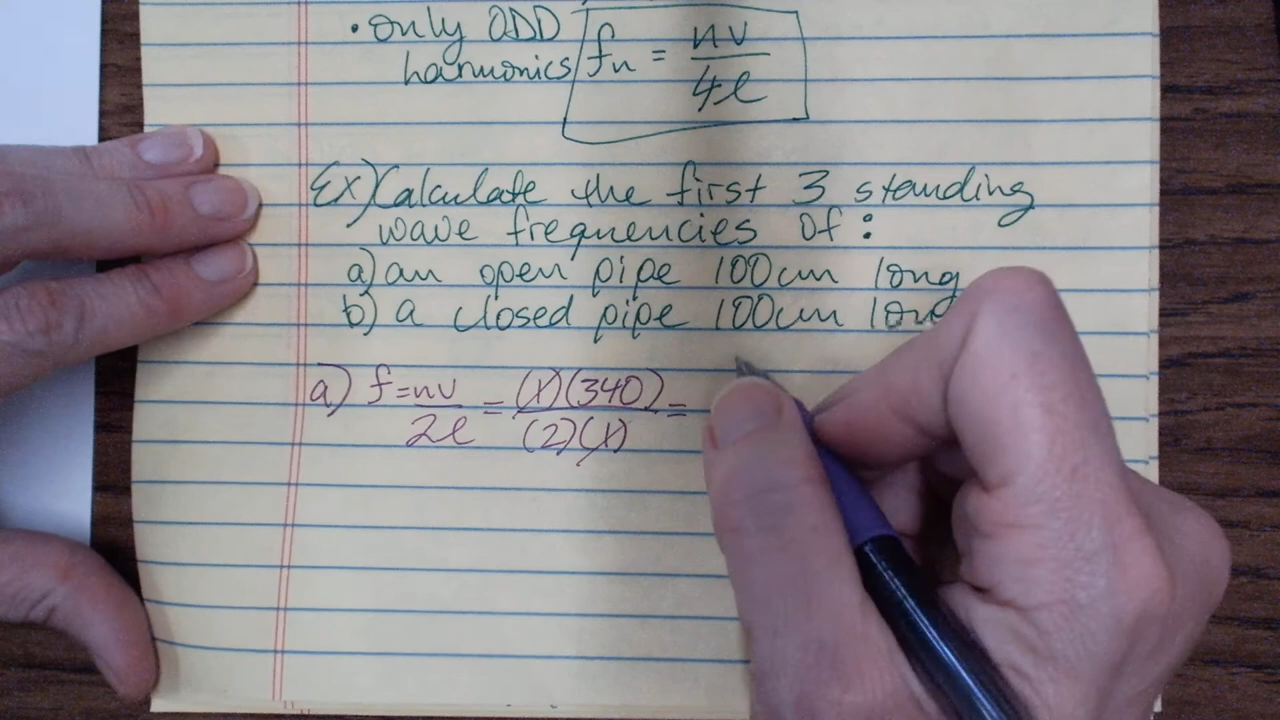 • only ODD
harmonics
fn = nv/4l
Ex) Calculate the first 3 standing
wave frequencies of:
a) an open pipe 100cm long
b) a closed pipe 100cm long
a) f = nv/2l = (1)(340)/(2)(1) =